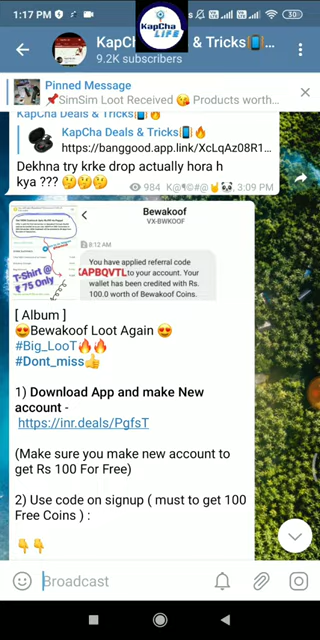 1:17 PM
30
KapCha
LIFE
KapCha & Tricks📱...
9.2K subscribers
Pinned Message
📌SimSim Loot Received 😘 Products worth...
KapCha Deals & Tricks📱🔥
KapCha Deals & Tricks📱🔥
https://banggood.app.link/XcLqAz08R1...
Dekhna try krke drop actually hora h
kya ??? 🤔🤔🤔
984 K@¶©#@🤘🐼, 3:09 PM
T-Shirt @
₹ 75 Only
Bewakoof
VX-BWKOOF
8:12 AM
You have applied referral code
APBQVTL to your account. Your
wallet has been credited with Rs.
100.0 worth of Bewakoof Coins.
[ Album ]
😍Bewakoof Loot Again 😍
#Big_LooT🔥🔥
#Dont_miss👍
1) Download App and make New
account -
https://inr.deals/PgfsT
(Make sure you make new account to
get Rs 100 For Free)
2) Use code on signup ( must to get 100
Free Coins ) :
👇👇
Broadcast